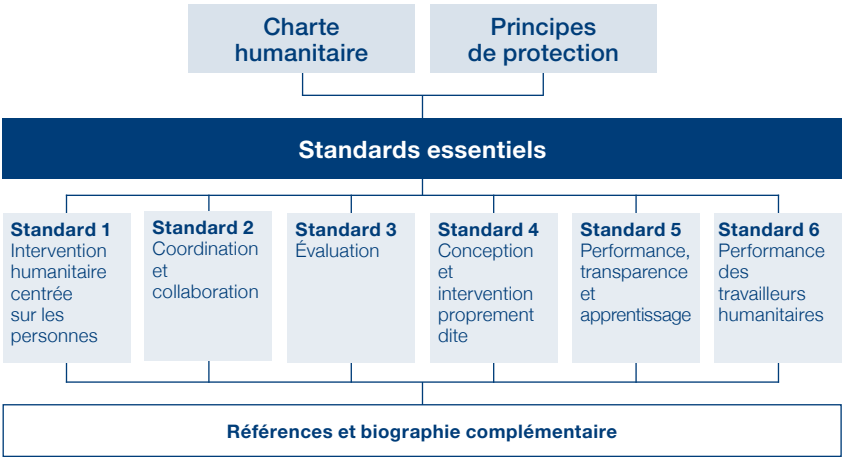 Charte
humanitaire
Principes
de protection
Standards essentiels
Standard 1
Intervention
humanitaire
centrée
sur les
personnes
Standard 2
Coordination
et
collaboration
Standard 3
Évaluation
Standard 4
Conception
et
intervention
proprement
dite
Standard 5
Performance,
transparence
et
apprentissage
Standard 6
Performance
des
travailleurs
humanitaires
Références et biographie complémentaire